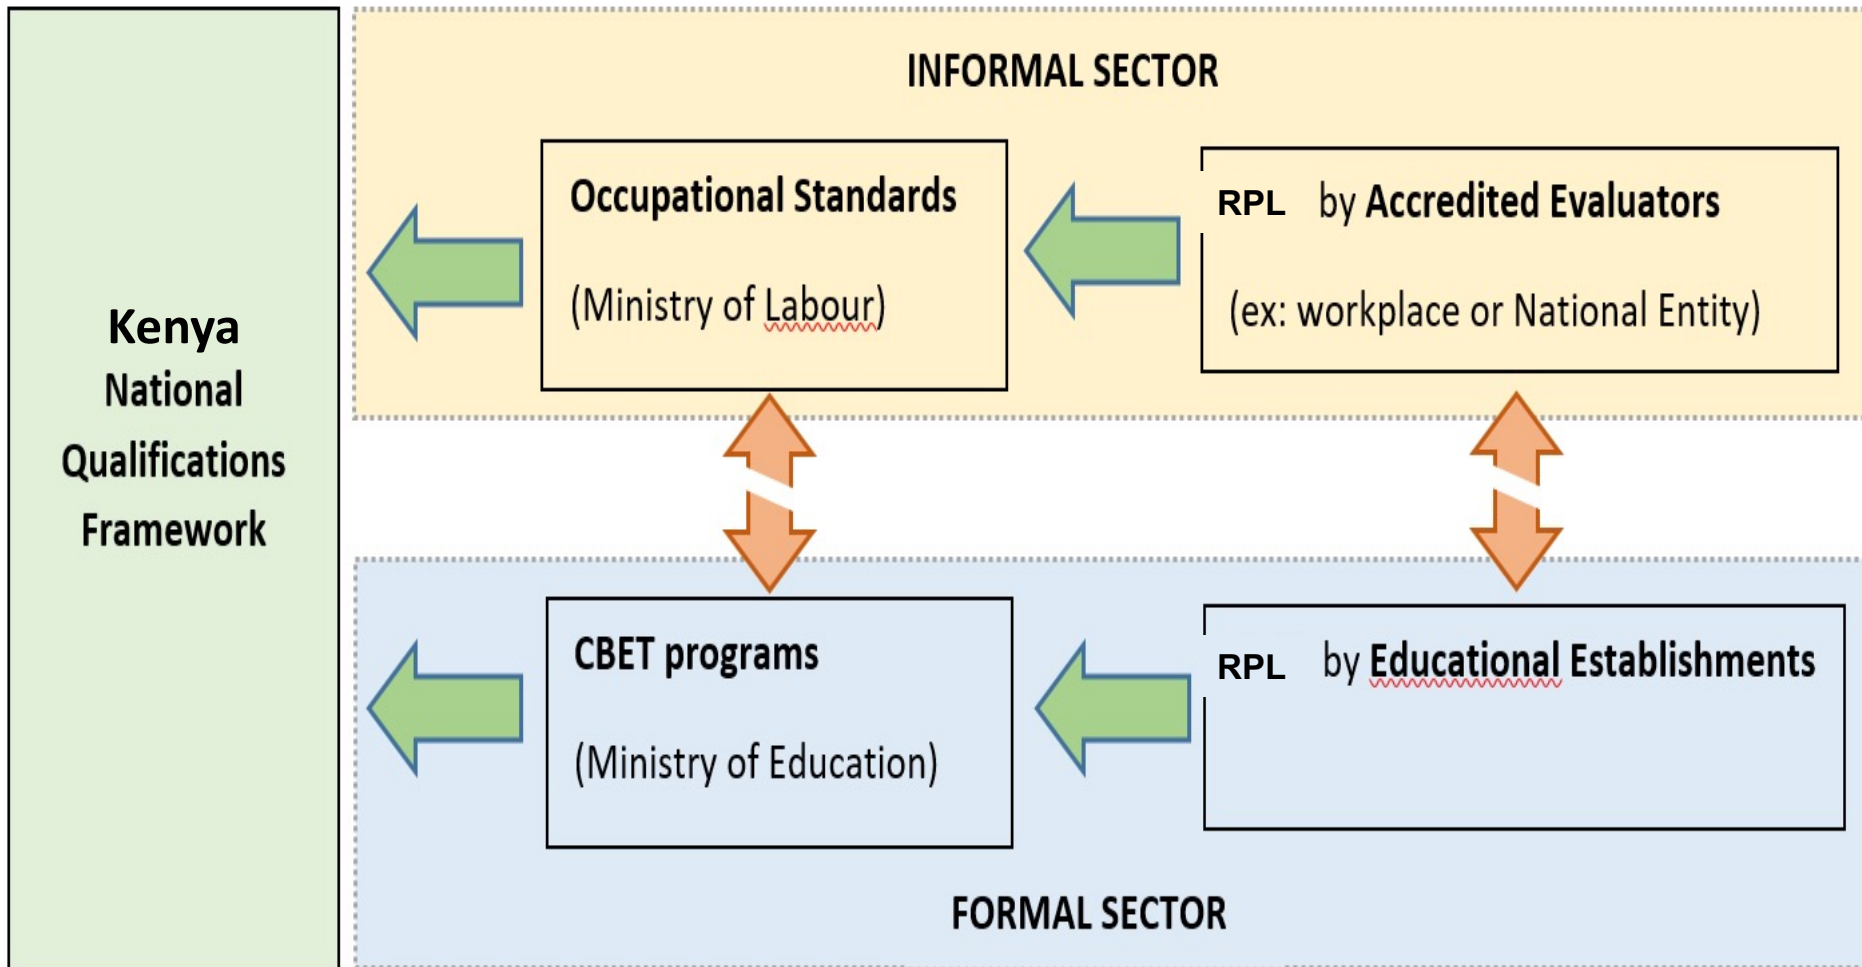 Kenya
National
Qualifications
Framework
INFORMAL SECTOR
Occupational Standards
(Ministry of Labour)
RPL by Accredited Evaluators
(ex: workplace or National Entity)
CBET programs
(Ministry of Education)
RPL by Educational Establishments
FORMAL SECTOR